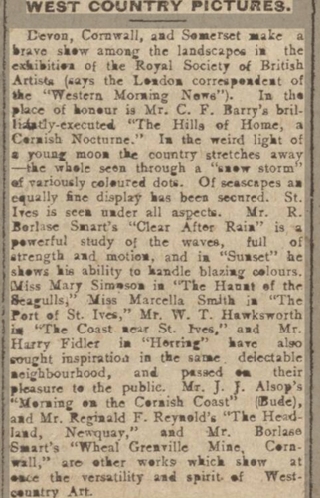 WEST COUNTRY PICTURES.
Devon, Cornwall, and Somerset make a
brave show among the landscapes in the
exhibition of the Royal Society of British
Artists (says the London correspondent of
the "Western Morning News"). In the
place of honour is Mr. C. F. Barry's bril-
liantly-executed "The Hills of Home, a
Cornish Nocturne." In the weird light of
a young moon the country stretches away
—the whole seen through a "snow storm"
of variously coloured dots. Of seascapes an
equally fine display has been secured. St.
Ives is seen under all aspects. Mr. R.
Borlase Smart's "Clear After Rain" is a
powerful study of the waves, full of
strength and motion, and in "Sunset" he
shows his ability to handle blazing colours.
Miss Mary Simpson in "The Haunt of the
Seagulls," Miss Marcella Smith in "The
Port of St. Ives," Mr. W. T. Hawksworth
in "The Coast near St. Ives," and Mr.
Harry Fidler in "Herring" have also
sought inspiration in the same delectable
neighbourhood, and passed on their
pleasure to the public. Mr. J. J. Alsop's
"Morning on the Cornish Coast" (Bude),
and Mr. Reginald F. Reynold's "The Head-
land, Newquay," and Mr. Borlase
Smart's "Wheal Grenville Mine, Corn-
wall," are other works which show at
once the versatility and spirit of West-
country Art.